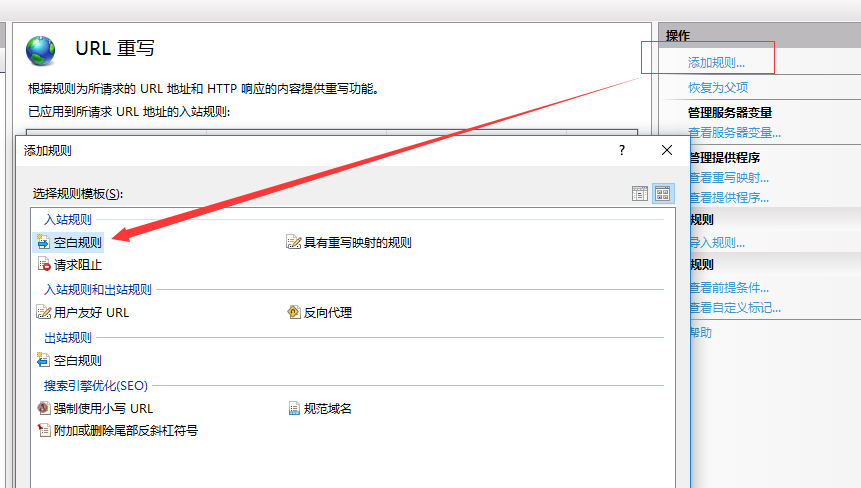 URL 重写
根据规则为所请求的 URL 地址和 HTTP 响应的内容提供重写功能。
已应用到所请求 URL 地址的入站规则:
操作
添加规则...
恢复为父项
管理服务器变量
查看服务器变量...
管理提供程序
查看重写映射...
查看提供程序...
规则
导入规则...
规则
查看前提条件...
查看自定义标记...
帮助
添加规则
?
选择规则模板(S):
入站规则
空白规则
具有重写映射的规则
请求阻止
入站规则和出站规则
用户友好 URL
反向代理
出站规则
空白规则
搜索引擎优化(SEO)
强制使用小写 URL
规范域名
附加或删除尾部反斜杠符号